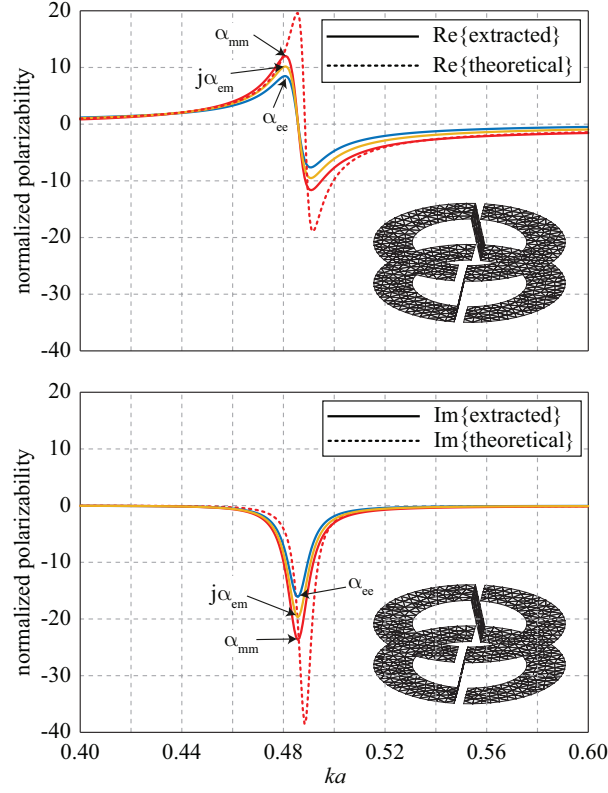 20
10
0
-10
-20
-30
-40
normalized polarizability
α_mm
jα_em
α_ee
Re{extracted}
Re{theoretical}
20
10
0
-10
-20
-30
-40
normalized polarizability
Im{extracted}
Im{theoretical}
jα_em
α_ee
α_mm
0.40 0.44 0.48 0.52 0.56 0.60
ka